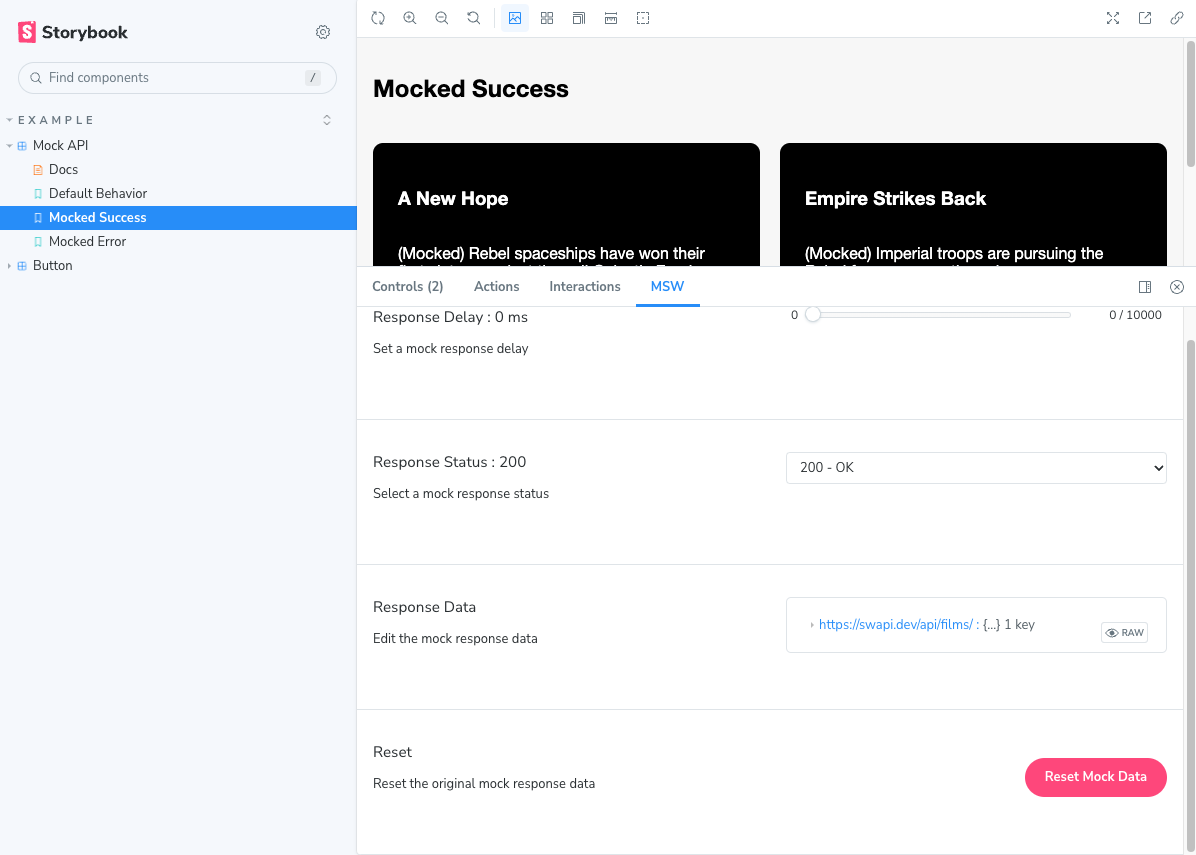 Storybook
Find components
/
EXAMPLE
Mock API
Docs
Default Behavior
Mocked Success
Mocked Error
Button
Mocked Success
A New Hope
(Mocked) Rebel spaceships have won their
Empire Strikes Back
(Mocked) Imperial troops are pursuing the
Controls (2)
Actions
Interactions
MSW
Response Delay : 0 ms
Set a mock response delay
0
0 / 10000
Response Status : 200
Select a mock response status
200 - OK
Response Data
Edit the mock response data
https://swapi.dev/api/films/ : {...} 1 key
RAW
Reset
Reset the original mock response data
Reset Mock Data